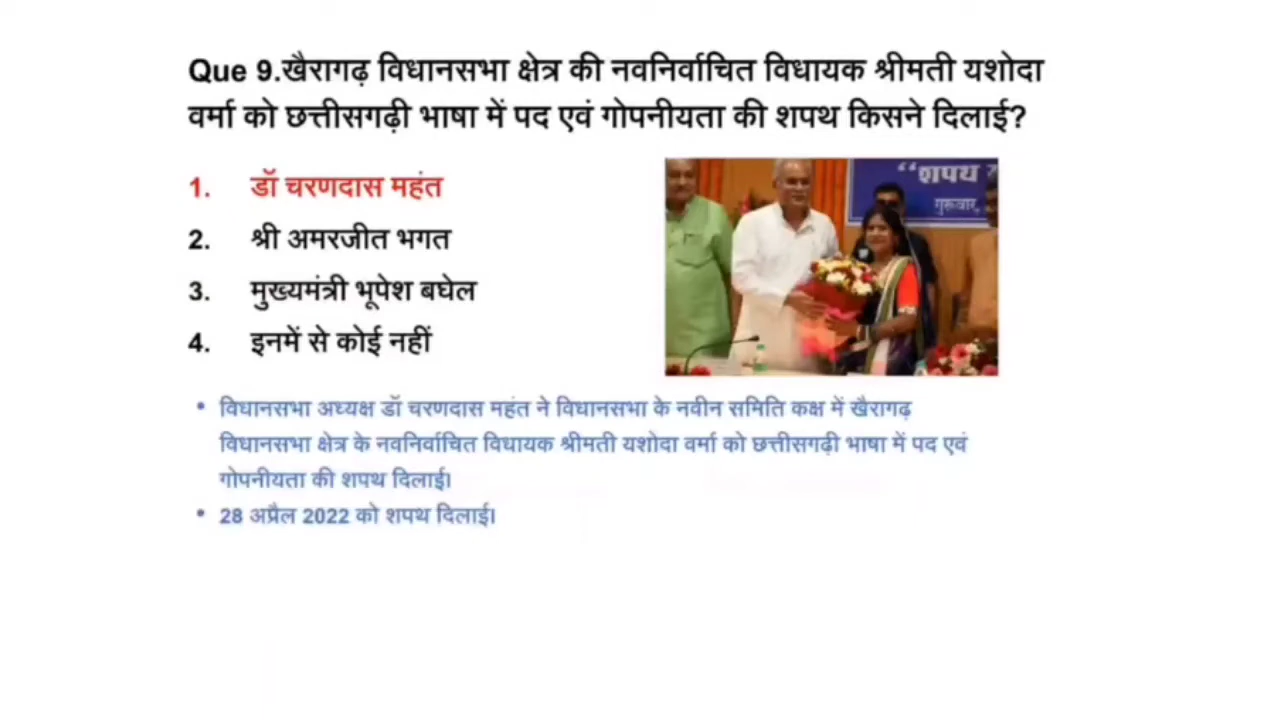 Que 9.खैरागढ़ विधानसभा क्षेत्र की नवनिर्वाचित विधायक श्रीमती यशोदा
वर्मा को छत्तीसगढ़ी भाषा में पद एवं गोपनीयता की शपथ किसने दिलाई?
1. डॉ चरणदास महंत
2. श्री अमरजीत भगत
3. मुख्यमंत्री भूपेश बघेल
4. इनमें से कोई नहीं
“शपथ
गुरूवार,
• विधानसभा अध्यक्ष डॉ चरणदास महंत ने विधानसभा के नवीन समिति कक्ष में खैरागढ़
विधानसभा क्षेत्र के नवनिर्वाचित विधायक श्रीमती यशोदा वर्मा को छत्तीसगढ़ी भाषा में पद एवं
गोपनीयता की शपथ दिलाई।
• 28 अप्रैल 2022 को शपथ दिलाई।